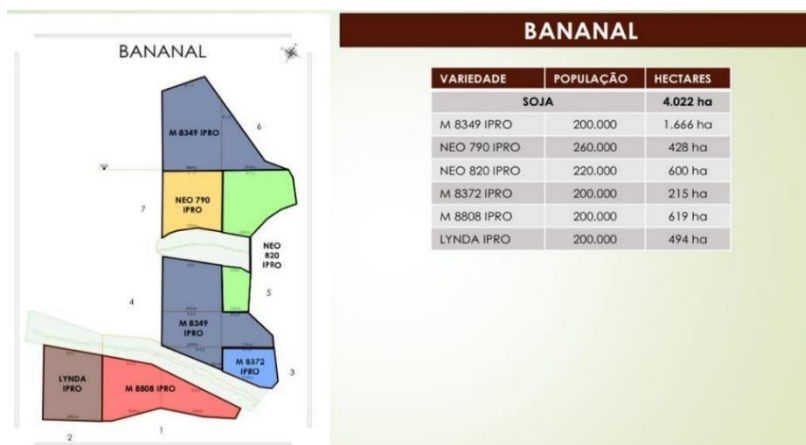 BANANAL
M 8349 IPRO
6
NEO 790
IPRO
7
NEO
820
IPRO
5
4
M 8349
IPRO
M 8372
IPRO
3
LYNDA
IPRO
M 8808 IPRO
1
2
BANANAL
VARIEDADE POPULAÇÃO HECTARES
SOJA 4.022 ha
M 8349 IPRO 200.000 1.666 ha
NEO 790 IPRO 260.000 428 ha
NEO 820 IPRO 220.000 600 ha
M 8372 IPRO 200.000 215 ha
M 8808 IPRO 200.000 619 ha
LYNDA IPRO 200.000 494 ha